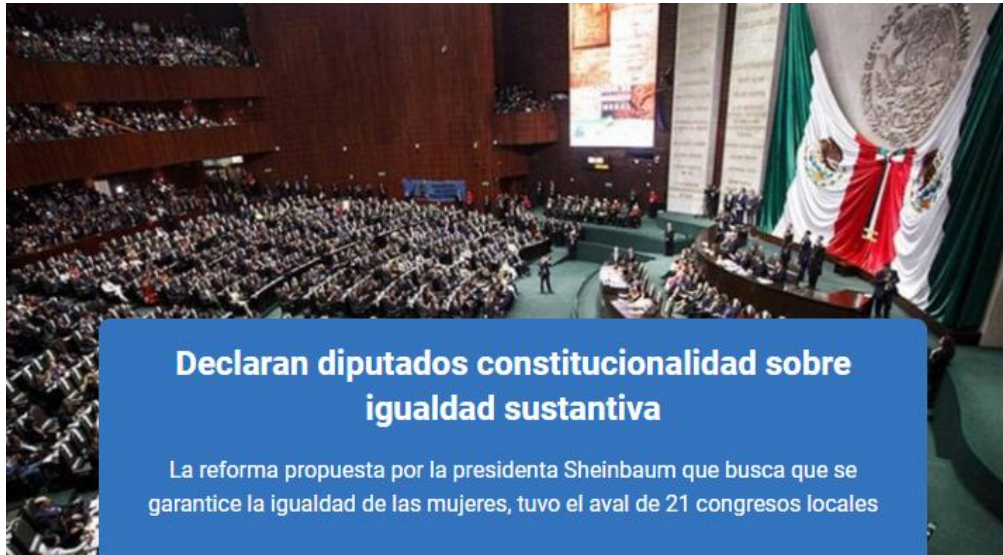 Declaran diputados constitucionalidad sobre
igualdad sustantiva
La reforma propuesta por la presidenta Sheinbaum que busca que se
garantice la igualdad de las mujeres, tuvo el aval de 21 congresos locales